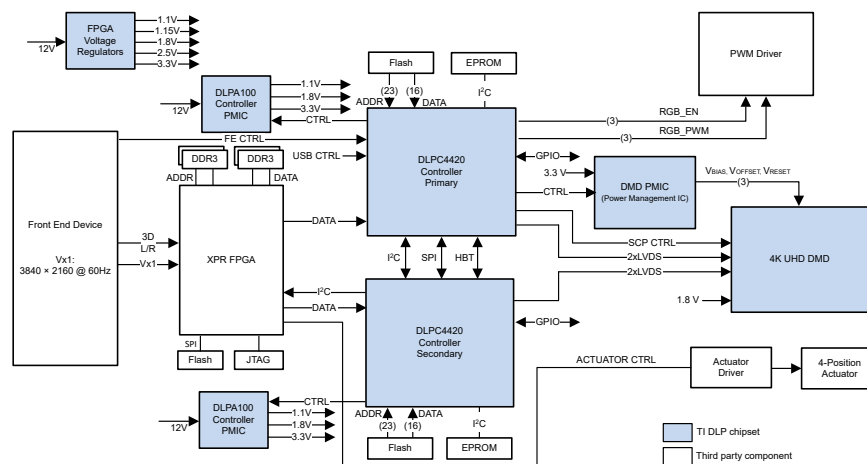 FPGA
Voltage
Regulators
12V
1.1V
1.15V
1.8V
2.5V
3.3V
DLPA100
Controller
PMIC
12V
1.1V
1.8V
3.3V
CTRL
Flash
(23)
(16)
ADDR
DATA
EPROM
I²C
PWM Driver
RGB_EN
(3)
RGB_PWM
(3)
FE CTRL
USB CTRL
DLPC4420
Controller
Primary
GPIO
3.3 V
CTRL
DMD PMIC
(Power Management IC)
VBIAS, VOFFSET, VRESET
(3)
DDR3
DDR3
ADDR
DATA
Front End Device
Vx1:
3840 × 2160 @ 60Hz
3D
L/R
Vx1
XPR FPGA
DATA
SCP CTRL
2xLVDS
2xLVDS
1.8 V
4K UHD DMD
I²C
SPI
HBT
I²C
DATA
DLPC4420
Controller
Secondary
GPIO
SPI
Flash
JTAG
ACTUATOR CTRL
Actuator
Driver
4-Position
Actuator
DLPA100
Controller
PMIC
12V
CTRL
1.1V
1.8V
3.3V
ADDR
DATA
(23)
(16)
Flash
I²C
EPROM
TI DLP chipset
Third party component